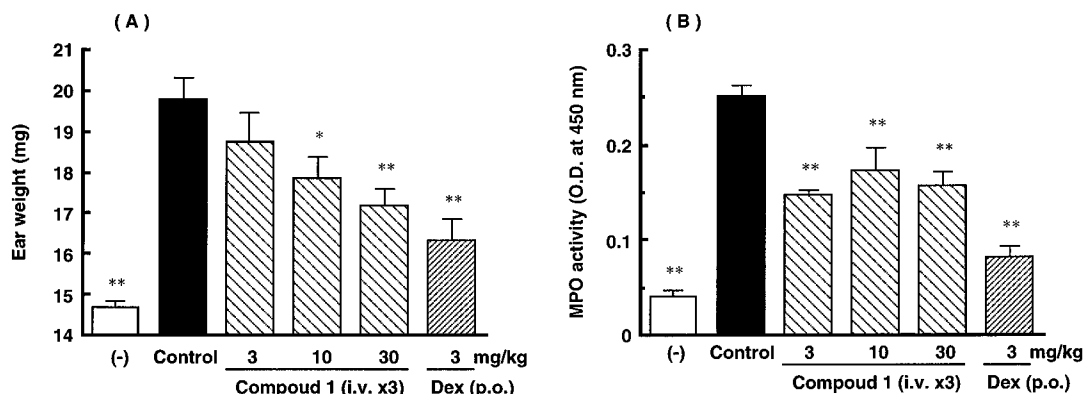 ( A )
Ear weight (mg)
21
20
19
18
17
16
15
14
**
*
**
**
(-) Control 3 10 30 3 mg/kg
Compoud 1 (i.v. x3) Dex (p.o.)
( B )
MPO activity (O.D. at 450 nm)
0.3
0.2
0.1
0
**
**
**
**
**
(-) Control 3 10 30 3 mg/kg
Compoud 1 (i.v. x3) Dex (p.o.)